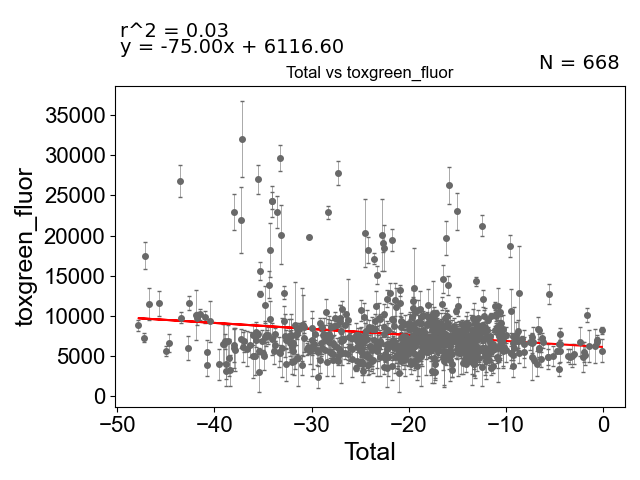 r^2 = 0.03
y = -75.00x + 6116.60
N = 668
Total vs toxgreen_fluor
35000
30000
25000
20000
15000
10000
5000
0
toxgreen_fluor
−50
−40
−30
−20
−10
0
Total